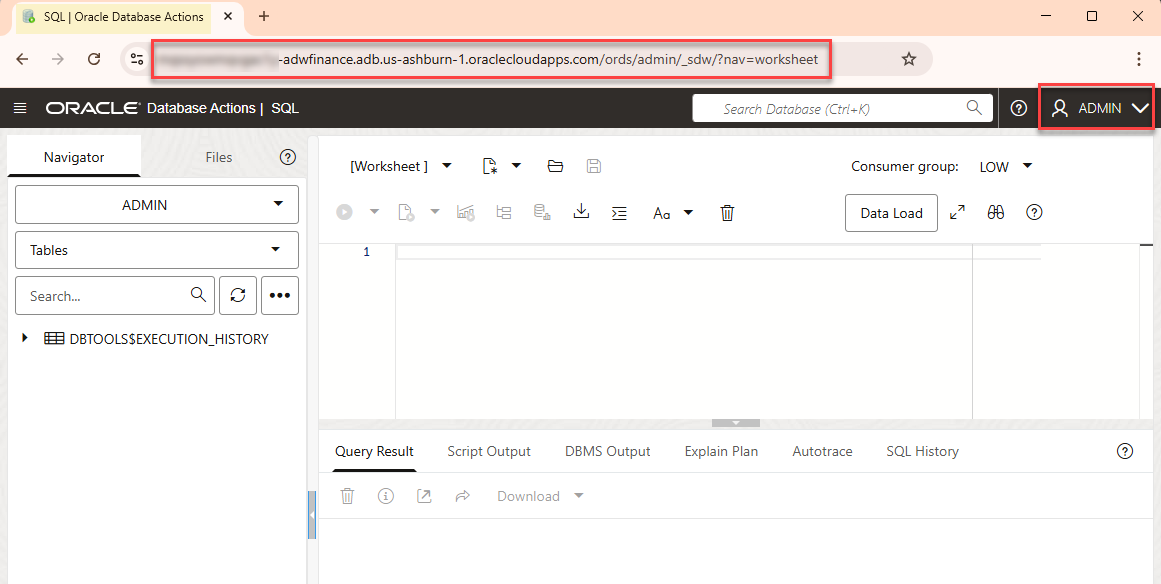 SQL | Oracle Database Actions
-adwfinance.adb.us-ashburn-1.oraclecloudapps.com/ords/admin/_sdw/?nav=worksheet
ORACLE Database Actions | SQL
Search Database (Ctrl+K)
ADMIN
Navigator
Files
ADMIN
Tables
Search...
DBTOOLS$EXECUTION_HISTORY
[Worksheet ]
Consumer group: LOW
Aa
Data Load
1
Query Result
Script Output
DBMS Output
Explain Plan
Autotrace
SQL History
Download